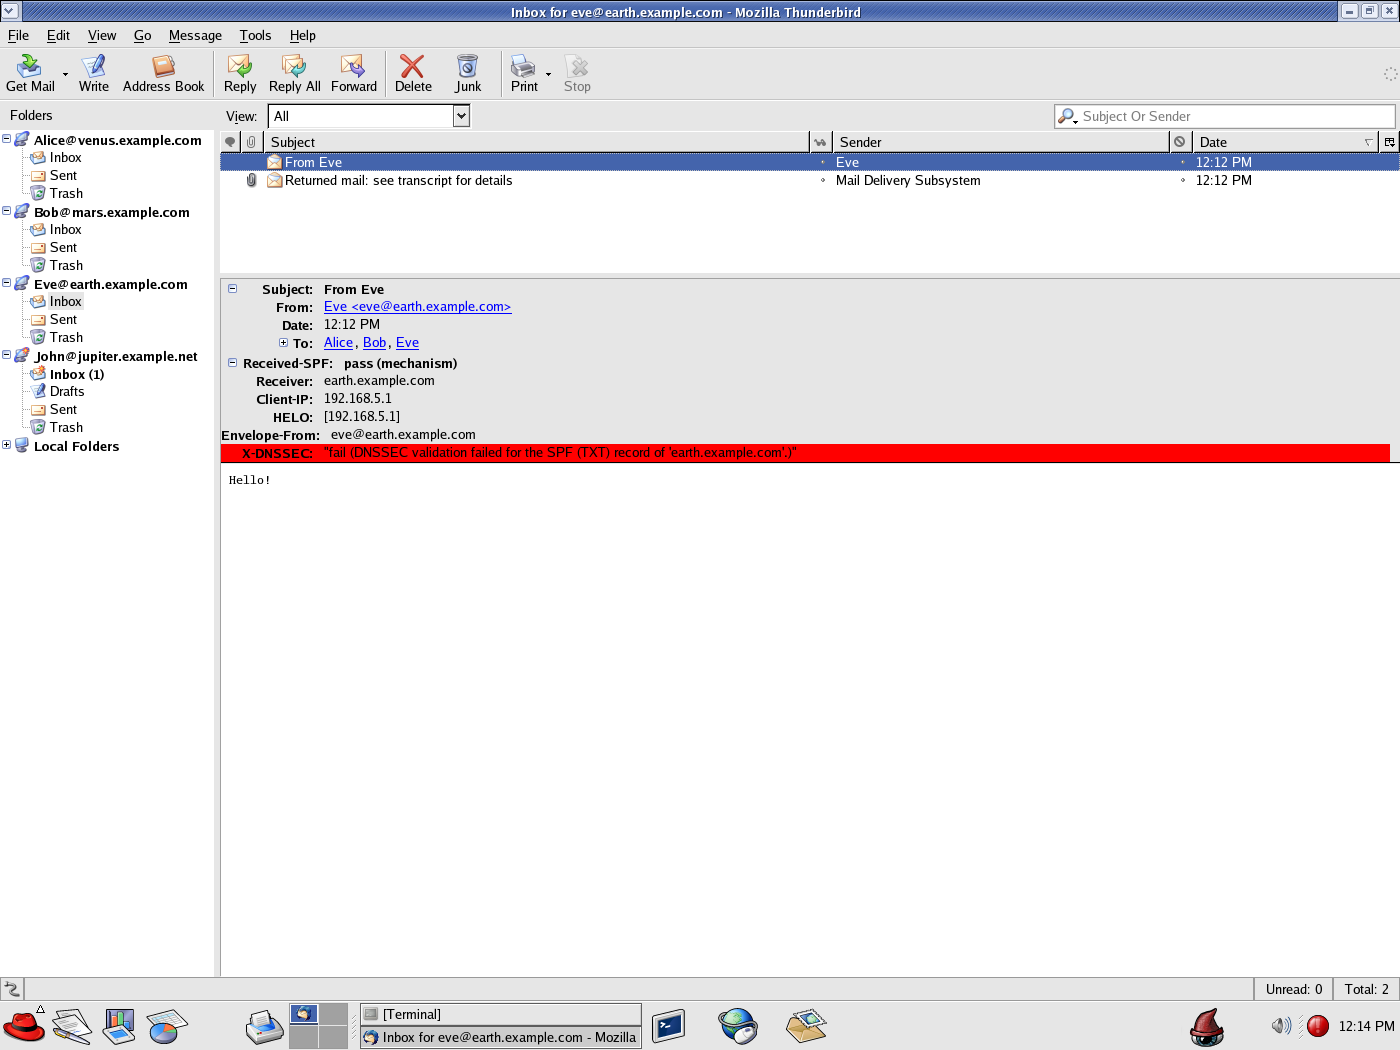 Inbox for eve@earth.example.com - Mozilla Thunderbird
File Edit View Go Message Tools Help
Get Mail Write Address Book Reply Reply All Forward Delete Junk Print Stop
Folders View: All Subject Or Sender
Subject Sender Date
From Eve Eve 12:12 PM
Returned mail: see transcript for details Mail Delivery Subsystem 12:12 PM
Alice@venus.example.com
Inbox
Sent
Trash
Bob@mars.example.com
Inbox
Sent
Trash
Eve@earth.example.com
Inbox
Sent
Trash
John@jupiter.example.net
Inbox (1)
Drafts
Sent
Trash
Local Folders
Subject: From Eve
From: Eve <eve@earth.example.com>
Date: 12:12 PM
To: Alice, Bob, Eve
Received-SPF: pass (mechanism)
Receiver: earth.example.com
Client-IP: 192.168.5.1
HELO: [192.168.5.1]
Envelope-From: eve@earth.example.com
X-DNSSEC: "fail (DNSSEC validation failed for the SPF (TXT) record of 'earth.example.com'.)"
Hello!
Unread: 0 Total: 2
[Terminal]
Inbox for eve@earth.example.com - Mozilla
12:14 PM